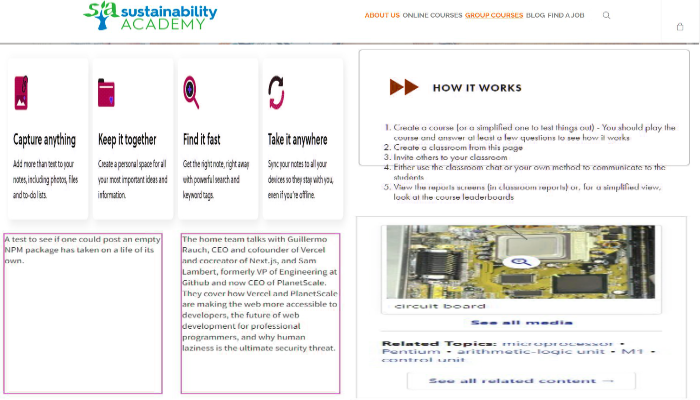 sustainability
ACADEMY
ABOUT US ONLINE COURSES GROUP COURSES BLOG FIND A JOB
Capture anything
Add more than text to your
notes, including photos, files
and to-do lists.
Keep it together
Create a personal space for all
your most important ideas and
information.
Find it fast
Get the right note, right away
with powerful search and
keyword tags.
Take it anywhere
Sync your notes to all your
devices so they stay with you,
even if you're offline.
HOW IT WORKS
1. Create a course (or a simplified one to test things out) - You should play the
course and answer at least a few questions to see how it works
2. Create a classroom from this page
3. Invite others to your classroom
4. Either use the classroom chat or your own method to communicate to the
students
5. View the reports screens (in classroom reports) or, for a simplified view,
look at the course leaderboards
A test to see if one could post an empty
NPM package has taken on a life of its
own.
The home team talks with Guillermo
Rauch, CEO and cofounder of Vercel
and cocreator of Next.js, and Sam
Lambert, formerly VP of Engineering at
Github and now CEO of PlanetScale.
They cover how Vercel and PlanetScale
are making the web more accessible to
developers, the future of web
development for professional
programmers, and why human
laziness is the ultimate security threat.
circuit board
See all media
Related Topics: microprocessor •
Pentium • arithmetic-logic unit • M1 •
control unit
See all related content →